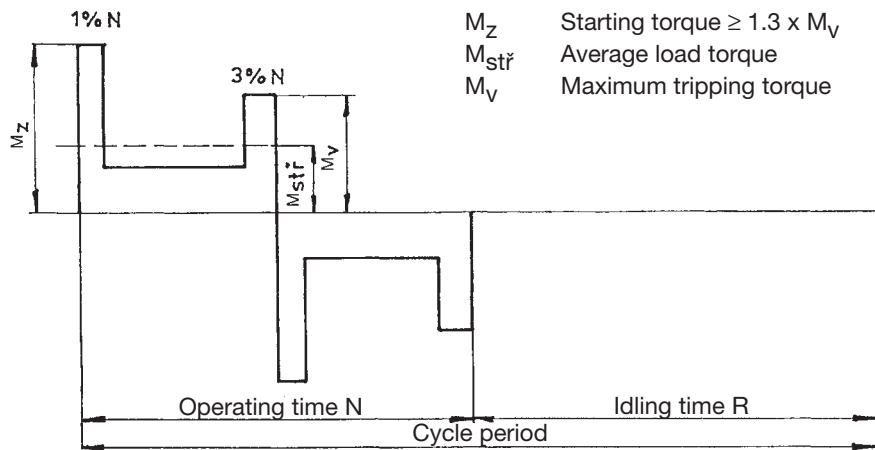 1% N
M_Z Starting torque ≥ 1.3 x M_V
M_stř Average load torque
M_V Maximum tripping torque
3% N
M_Z
M_stř
M_V
Operating time N
Idling time R
Cycle period